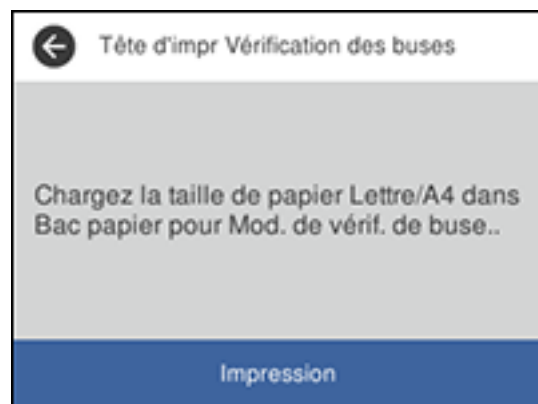 Tête d'impr Vérification des buses
Chargez la taille de papier Lettre/A4 dans
Bac papier pour Mod. de vérif. de buse..
Impression